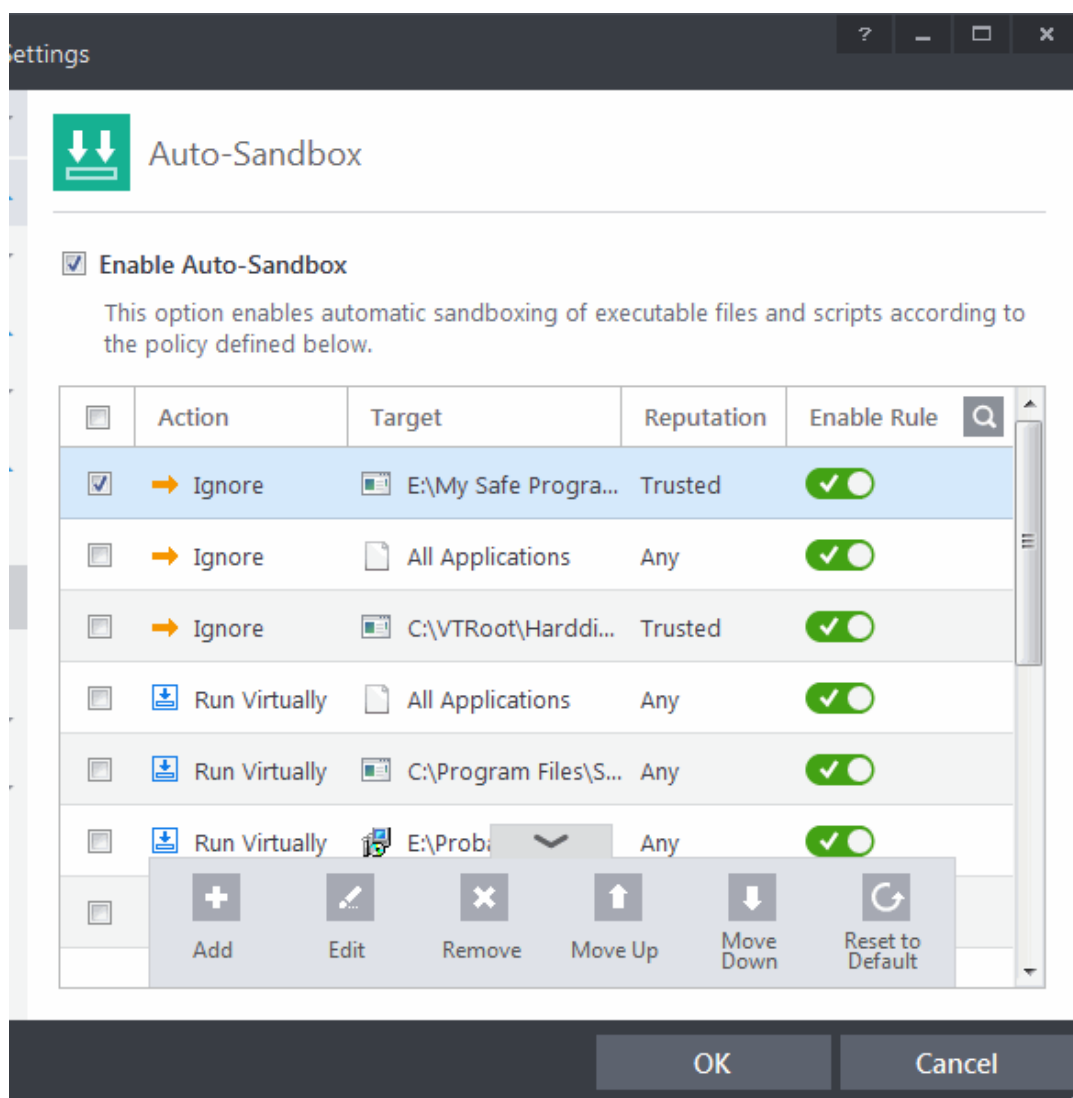 Settings
?
Auto-Sandbox
Enable Auto-Sandbox
This option enables automatic sandboxing of executable files and scripts according to
the policy defined below.
Action Target Reputation Enable Rule
Ignore E:\My Safe Progra... Trusted
Ignore All Applications Any
Ignore C:\VTRoot\Harddi... Trusted
Run Virtually All Applications Any
Run Virtually C:\Program Files\S... Any
Run Virtually E:\Proba Any
Add Edit Remove Move Up Move Down Reset to Default
OK Cancel